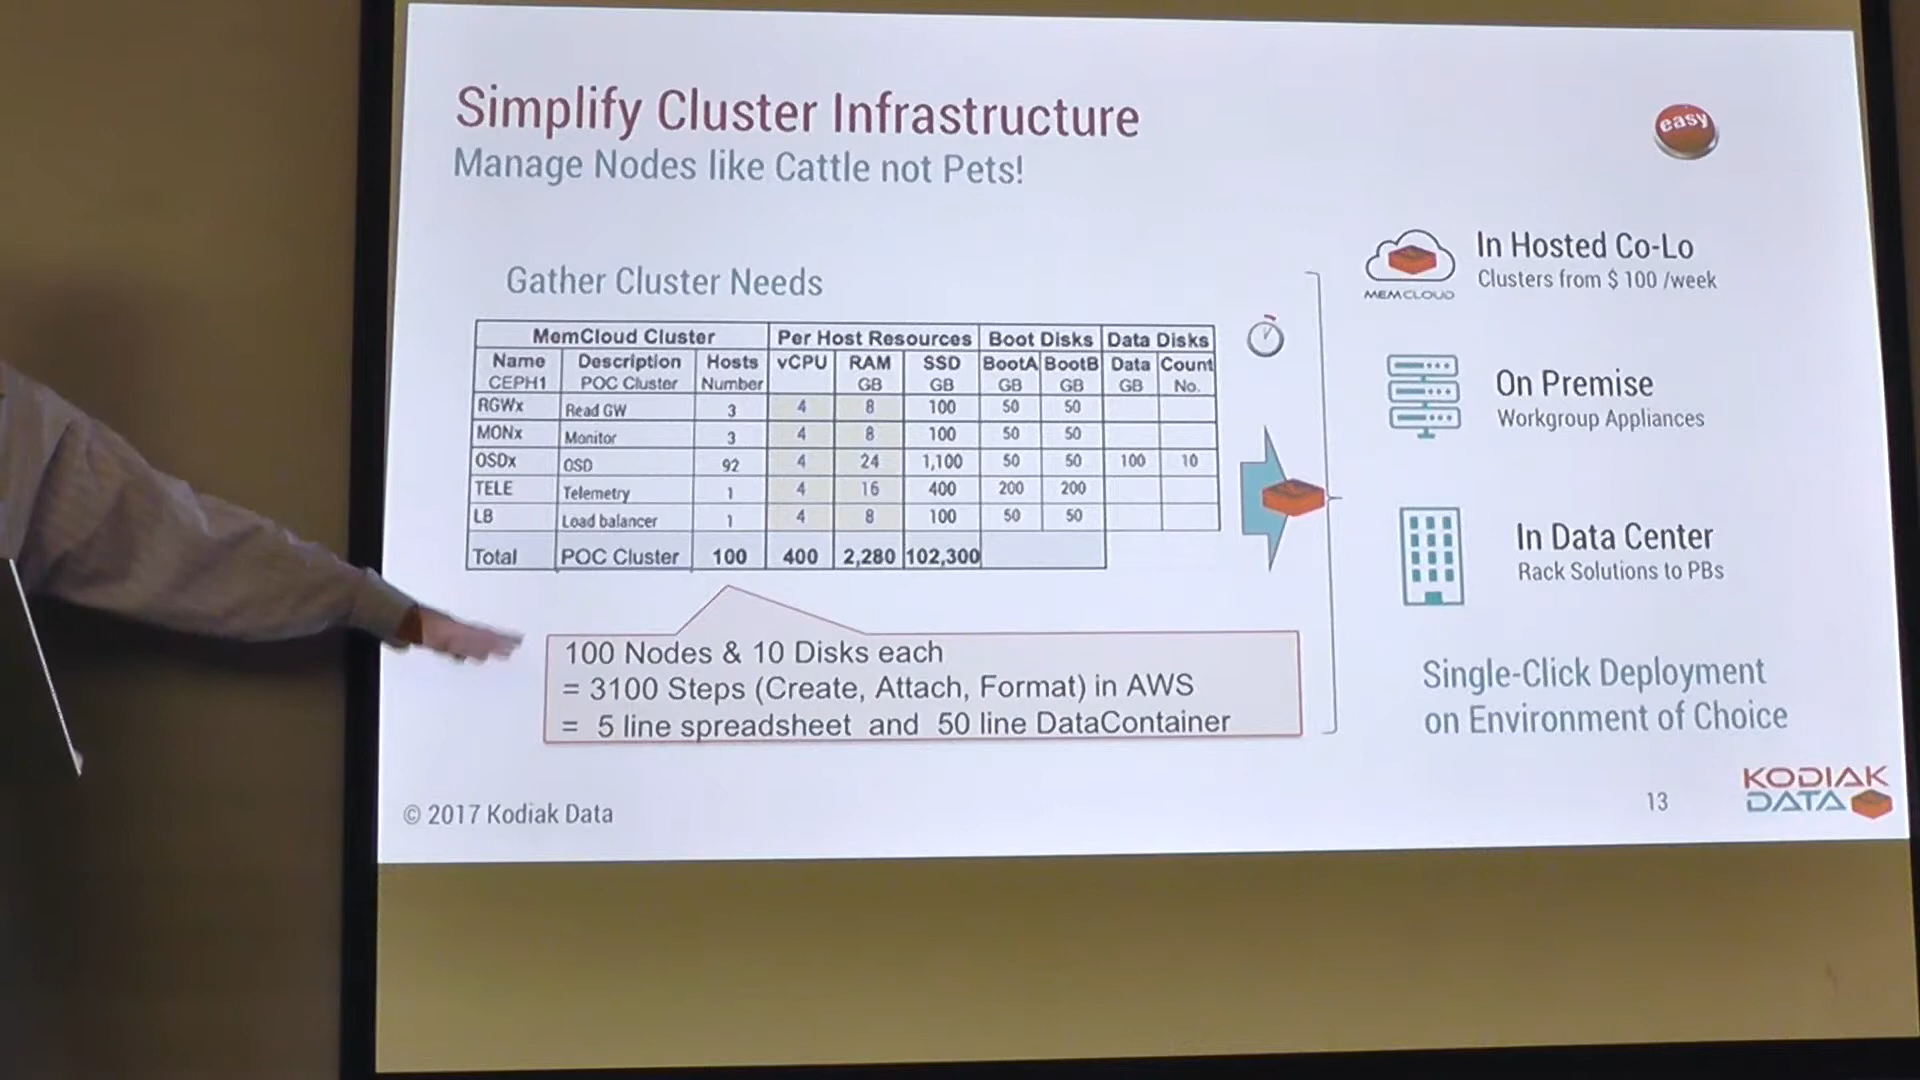 Simplify Cluster Infrastructure
Manage Nodes like Cattle not Pets!
easy
Gather Cluster Needs
MemCloud Cluster Per Host Resources Boot Disks Data Disks
Name Description Hosts vCPU RAM SSD BootA BootB Data Count
CEPH1 POC Cluster Number GB GB GB GB GB No.
RGWx Read GW 3 4 8 100 50 50
MONx Monitor 3 4 8 100 50 50
OSDx OSD 92 4 24 1,100 50 50 100 10
TELE Telemetry 1 4 16 400 200 200
LB Load balancer 1 4 8 100 50 50
Total POC Cluster 100 400 2,280 102,300
100 Nodes & 10 Disks each
= 3100 Steps (Create, Attach, Format) in AWS
= 5 line spreadsheet and 50 line DataContainer
MEMCLOUD
In Hosted Co-Lo
Clusters from $ 100 /week
On Premise
Workgroup Appliances
In Data Center
Rack Solutions to PBs
Single-Click Deployment
on Environment of Choice
© 2017 Kodiak Data
13
KODIAK
DATA